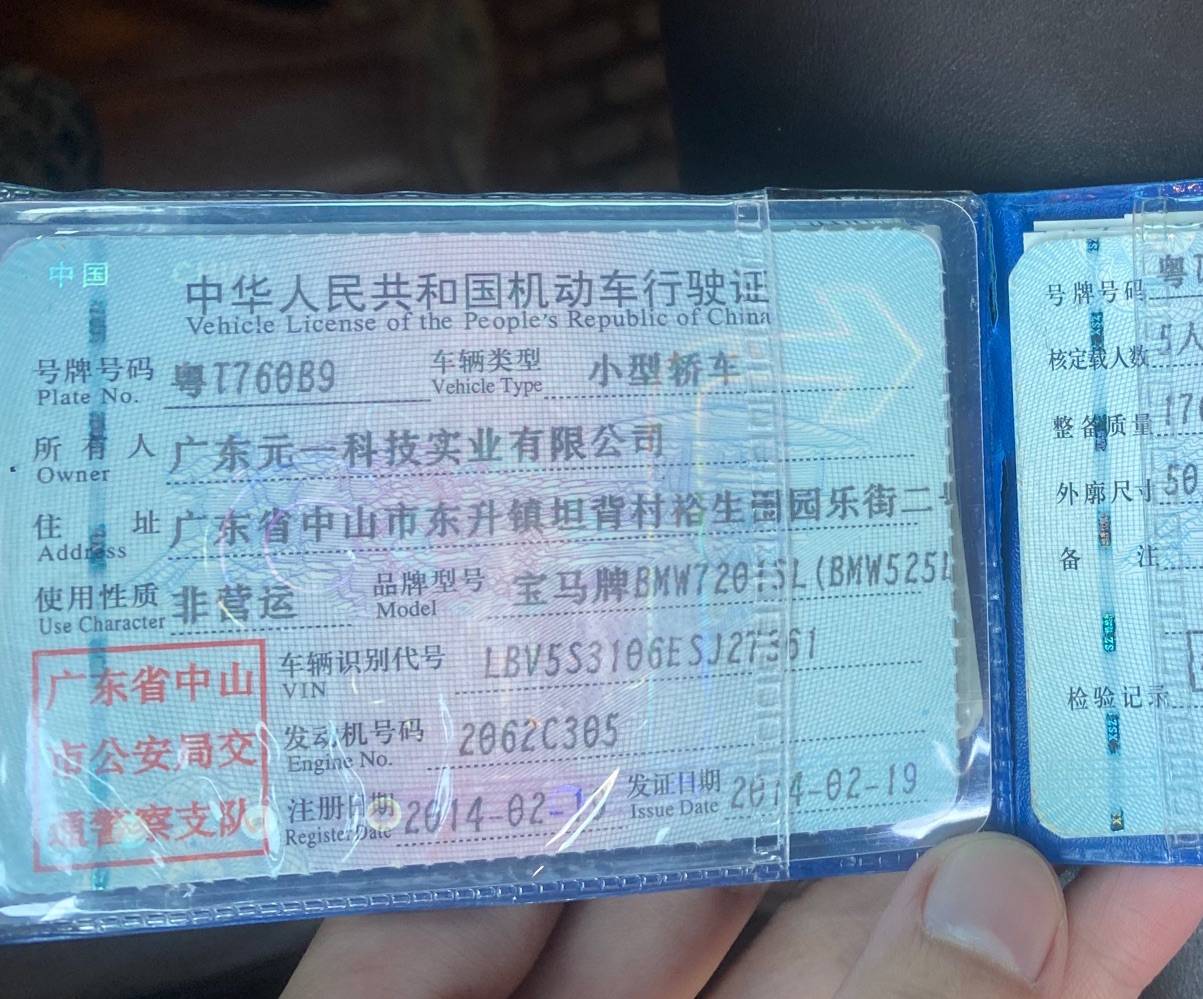 中国
中华人民共和国机动车行驶证
Vehicle License of the People's Republic of China
号牌号码 粤T760B9 车辆类型 小型轿车
Plate No. Vehicle Type
所有人 广东元一科技实业有限公司
Owner
住址 广东省中山市东升镇坦背村裕生围园乐街二
Address
使用性质 非营运 品牌型号 宝马牌BMW7201SL(BMW525L
Use Character Model
车辆识别代号 LBV5S3106ESJ27361
VIN
发动机号码 2062C305
Engine No.
注册日期 2014-02-1 发证日期 2014-02-19
Register Date Issue Date
广东省中山
市公安局交
通警察支队
号牌号码 粤T
核定载人数 5人
整备质量 17
外廓尺寸 50
备注
检验记录